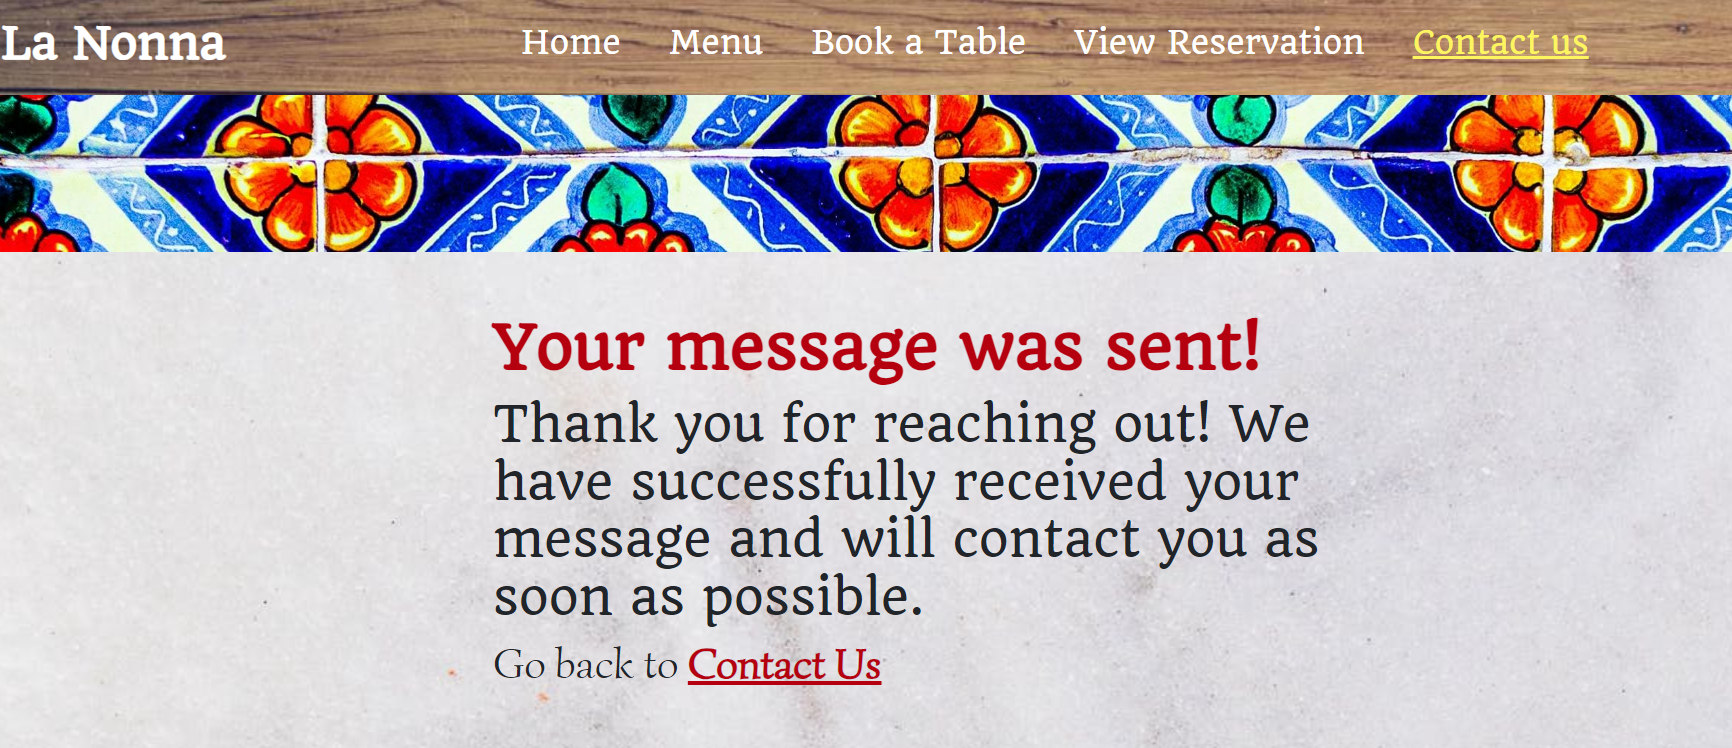 La Nonna
Home Menu Book a Table View Reservation Contact us
Your message was sent!
Thank you for reaching out! We
have successfully received your
message and will contact you as
soon as possible.
Go back to Contact Us